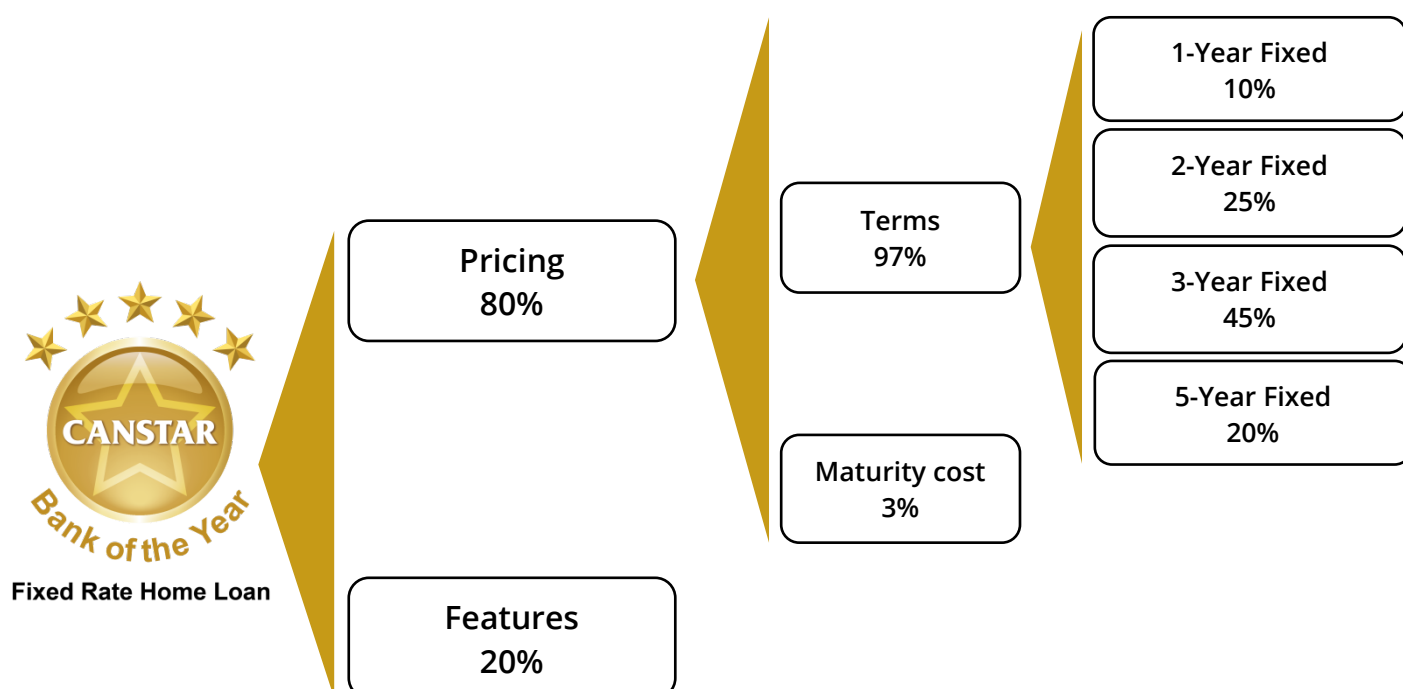 CANSTAR
Bank of the Year
Fixed Rate Home Loan
Pricing
80%
Features
20%
Terms
97%
Maturity cost
3%
1-Year Fixed
10%
2-Year Fixed
25%
3-Year Fixed
45%
5-Year Fixed
20%